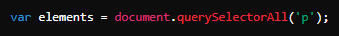 var elements = document.querySelectorAll('p');